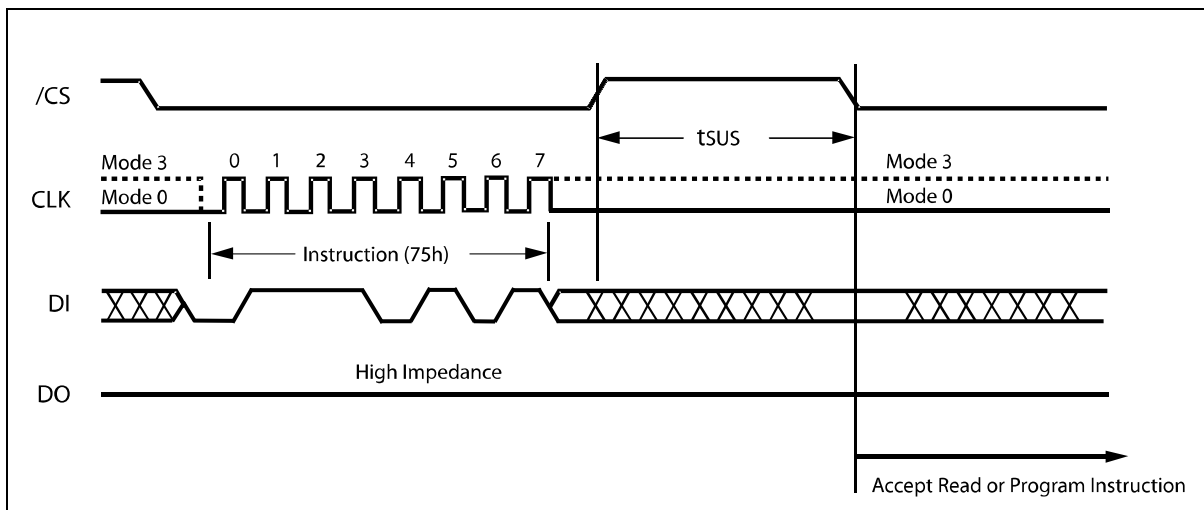 /CS
tSUS
Mode 3 0 1 2 3 4 5 6 7 Mode 3
CLK Mode 0 Mode 0
Instruction (75h)
DI
High Impedance
DO
Accept Read or Program Instruction